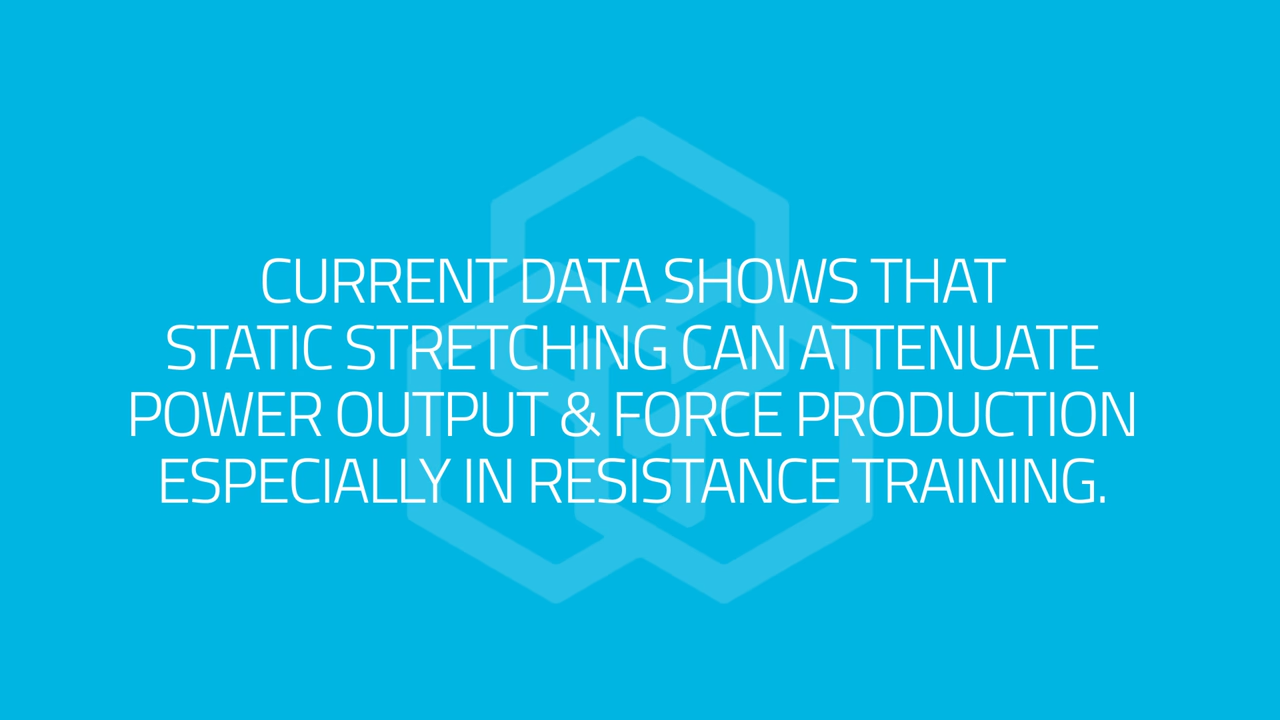 CURRENT DATA SHOWS THAT
STATIC STRETCHING CAN ATTENUATE
POWER OUTPUT & FORCE PRODUCTION
ESPECIALLY IN RESISTANCE TRAINING.